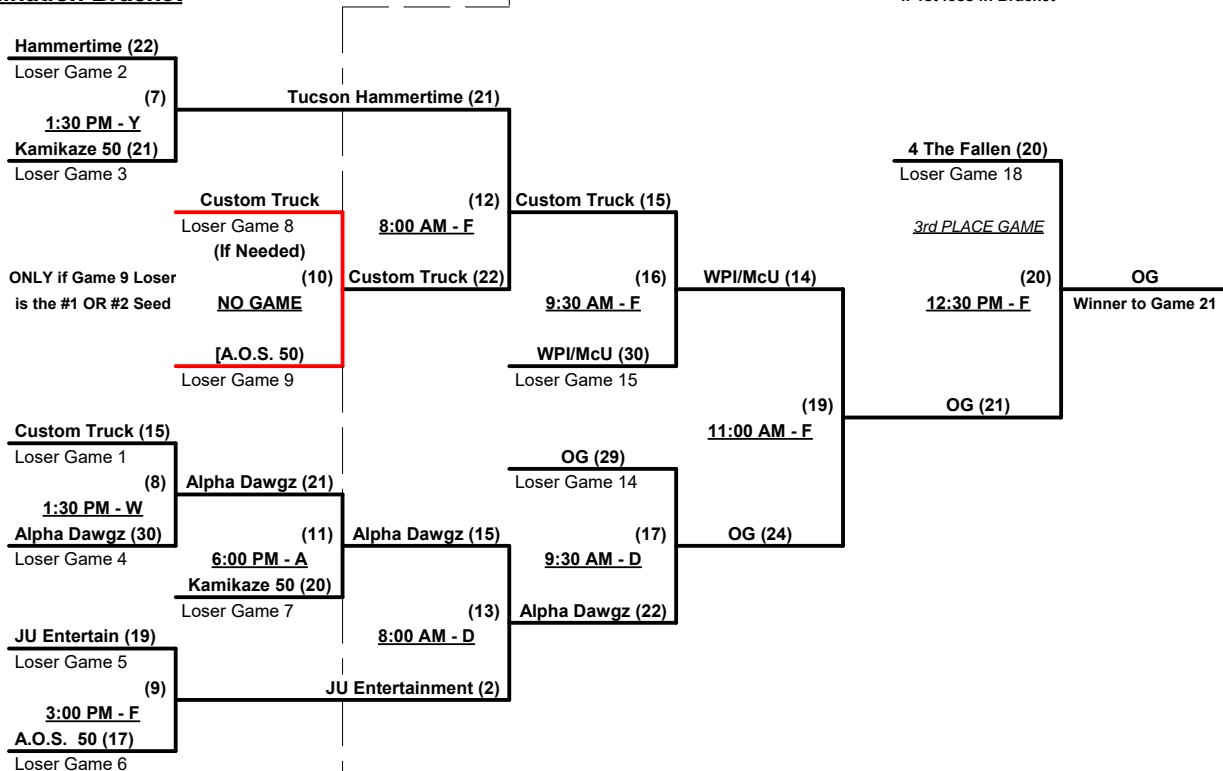 Hammertime (22)
Loser Game 2
(7)
1:30 PM - Y
Kamikaze 50 (21)
Loser Game 3
Tucson Hammertime (21)
Custom Truck
Loser Game 8
(If Needed)
ONLY if Game 9 Loser
is the #1 OR #2 Seed
(10)
NO GAME
[A.O.S. 50)
Loser Game 9
(12)
8:00 AM - F
Custom Truck (22)
Custom Truck (15)
(16)
9:30 AM - F
WPI/McU (30)
Loser Game 15
WPI/McU (14)
4 The Fallen (20)
Loser Game 18
3rd PLACE GAME
(20)
12:30 PM - F
OG
Winner to Game 21
(19)
11:00 AM - F
OG (21)
Custom Truck (15)
Loser Game 1
(8)
1:30 PM - W
Alpha Dawgz (30)
Loser Game 4
Alpha Dawgz (21)
(11)
6:00 PM - A
Kamikaze 50 (20)
Loser Game 7
Alpha Dawgz (15)
(13)
8:00 AM - D
OG (29)
Loser Game 14
(17)
9:30 AM - D
OG (24)
Alpha Dawgz (22)
JU Entertain (19)
Loser Game 5
(9)
3:00 PM - F
A.O.S. 50 (17)
Loser Game 6
JU Entertainment (2)